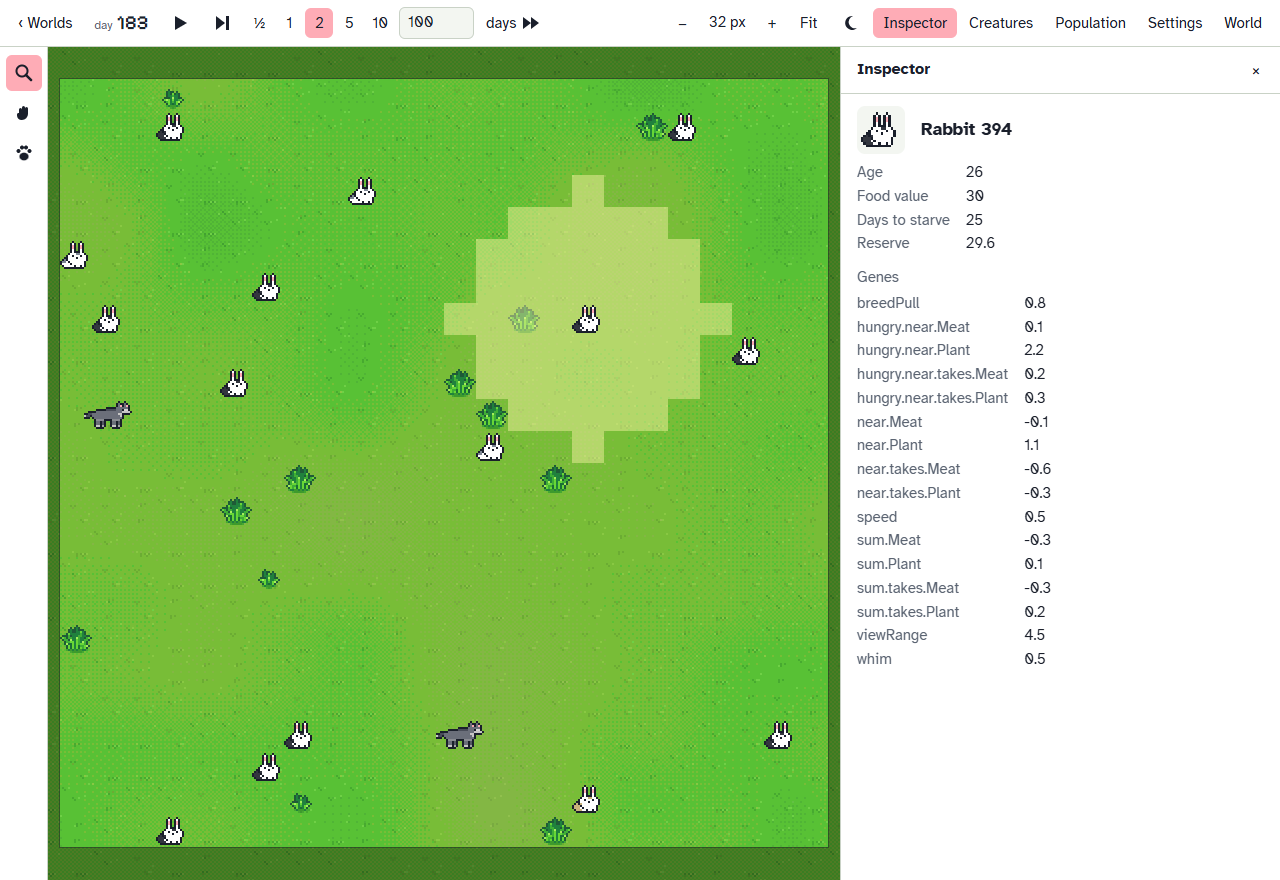 ‹ Worlds day 183 ½ 1 2 5 10 100 days – 32 px + Fit Inspector Creatures Population Settings World
Inspector ×
Rabbit 394
Age 26
Food value 30
Days to starve 25
Reserve 29.6
Genes
breedPull 0.8
hungry.near.Meat 0.1
hungry.near.Plant 2.2
hungry.near.takes.Meat 0.2
hungry.near.takes.Plant 0.3
near.Meat -0.1
near.Plant 1.1
near.takes.Meat -0.6
near.takes.Plant -0.3
speed 0.5
sum.Meat -0.3
sum.Plant 0.1
sum.takes.Meat -0.3
sum.takes.Plant 0.2
viewRange 4.5
whim 0.5